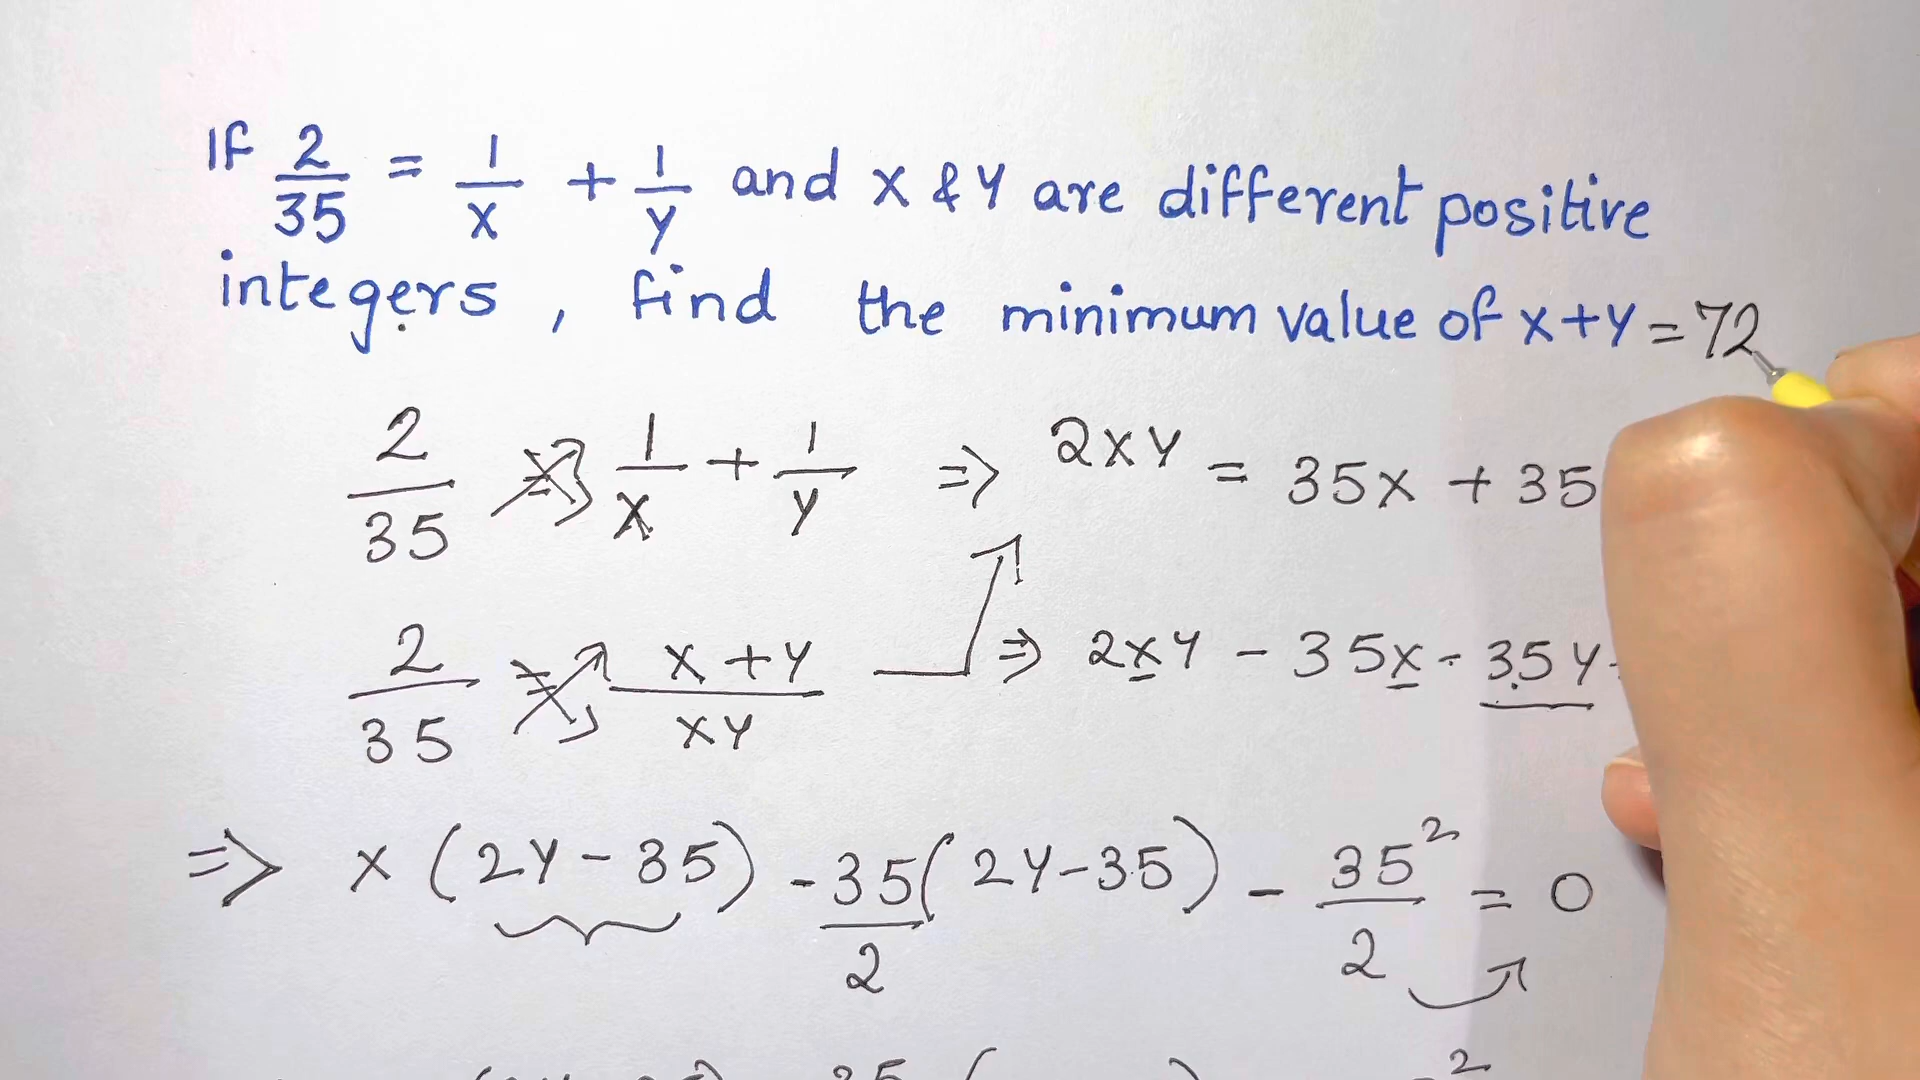 If 2/35 = 1/x + 1/y and x & y are different positive
integers, find the minimum value of x+y = 72
2/35 = 1/x + 1/y ⇒ 2xy = 35x + 35
2/35 = x+y/xy ⇒ 2xy - 35x - 35y
⇒ x(2y-35) - 35/2(2y-35) - 35²/2 = 0